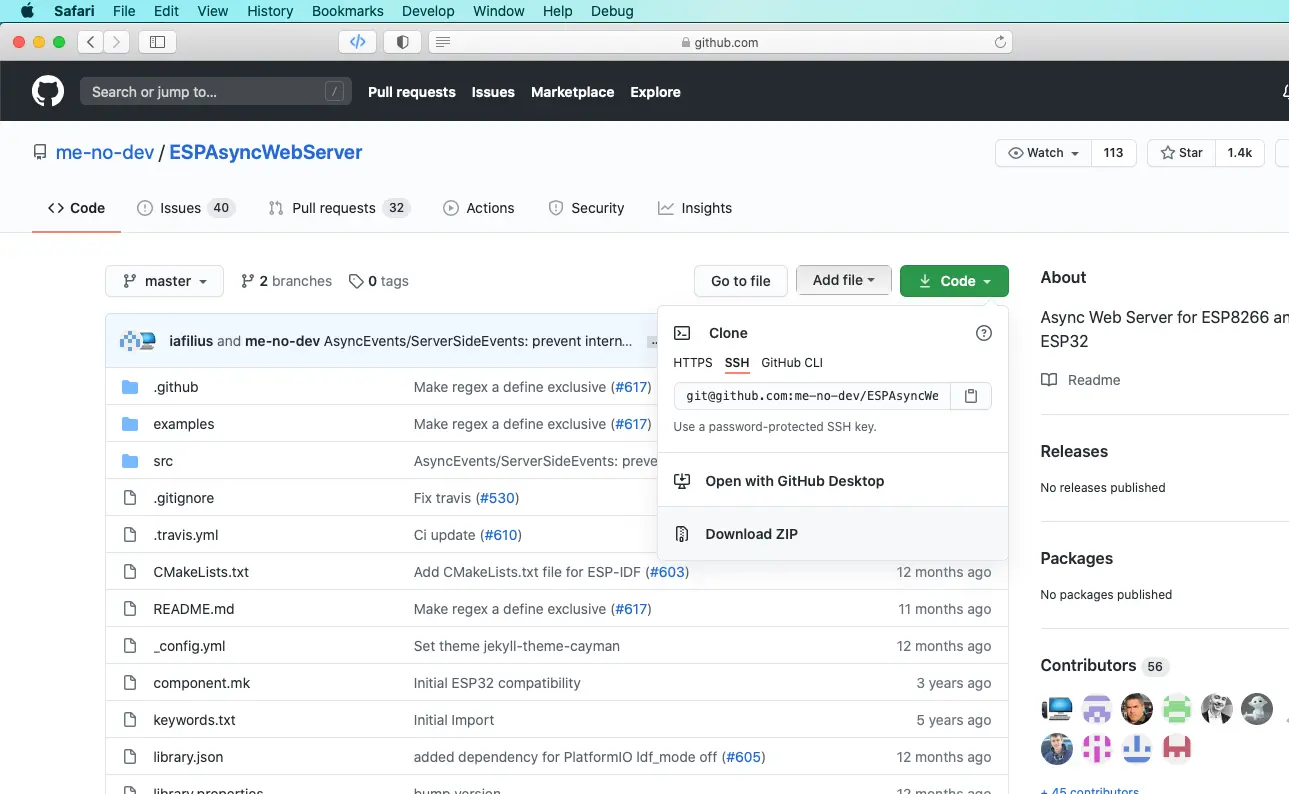 Safari File Edit View History Bookmarks Develop Window Help Debug
github.com
Search or jump to... / Pull requests Issues Marketplace Explore
me-no-dev / ESPAsyncWebServer
Watch 113 Star 1.4k
Code Issues 40 Pull requests 32 Actions Security Insights
master 2 branches 0 tags Go to file Add file Code
iafilius and me-no-dev AsyncEvents/ServerSideEvents: prevent intern...
.github Make regex a define exclusive (#617)
examples Make regex a define exclusive (#617)
src AsyncEvents/ServerSideEvents: preve
.gitignore Fix travis (#530)
.travis.yml Ci update (#610)
CMakeLists.txt Add CMakeLists.txt file for ESP-IDF (#603) 12 months ago
README.md Make regex a define exclusive (#617) 11 months ago
_config.yml Set theme jekyll-theme-cayman 12 months ago
component.mk Initial ESP32 compatibility 3 years ago
keywords.txt Initial Import 5 years ago
library.json added dependency for PlatformIO ldf_mode off (#605) 12 months ago
library.properties bump version 12 months ago
Clone
HTTPS SSH GitHub CLI
git@github.com:me-no-dev/ESPAsyncWe
Use a password-protected SSH key.
Open with GitHub Desktop
Download ZIP
About
Async Web Server for ESP8266 an
ESP32
Readme
Releases
No releases published
Packages
No packages published
Contributors 56
+ 45 contributors